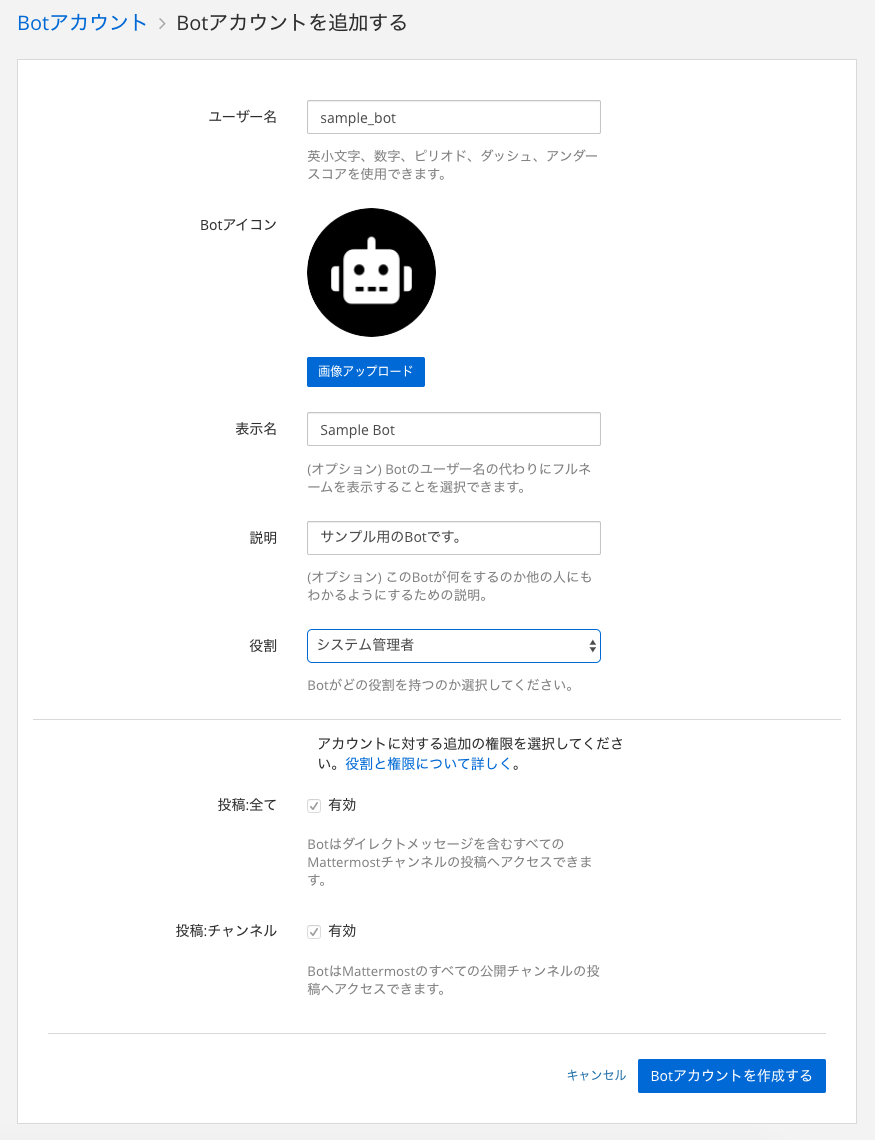 Botアカウント > Botアカウントを追加する
ユーザー名
sample_bot
英小文字、数字、ピリオド、ダッシュ、アンダー
スコアを使用できます。
Botアイコン
画像アップロード
表示名
Sample Bot
(オプション) Botのユーザー名の代わりにフルネ
ームを表示することを選択できます。
説明
サンプル用のBotです。
(オプション) このBotが何をするのか他の人にも
わかるようにするための説明。
役割
システム管理者
Botがどの役割を持つのか選択してください。
アカウントに対する追加の権限を選択してくださ
い。役割と権限について詳しく。
投稿:全て
有効
Botはダイレクトメッセージを含むすべての
Mattermostチャンネルの投稿へアクセスできま
す。
投稿:チャンネル
有効
BotはMattermostのすべての公開チャンネルの投
稿へアクセスできます。
キャンセル
Botアカウントを作成する